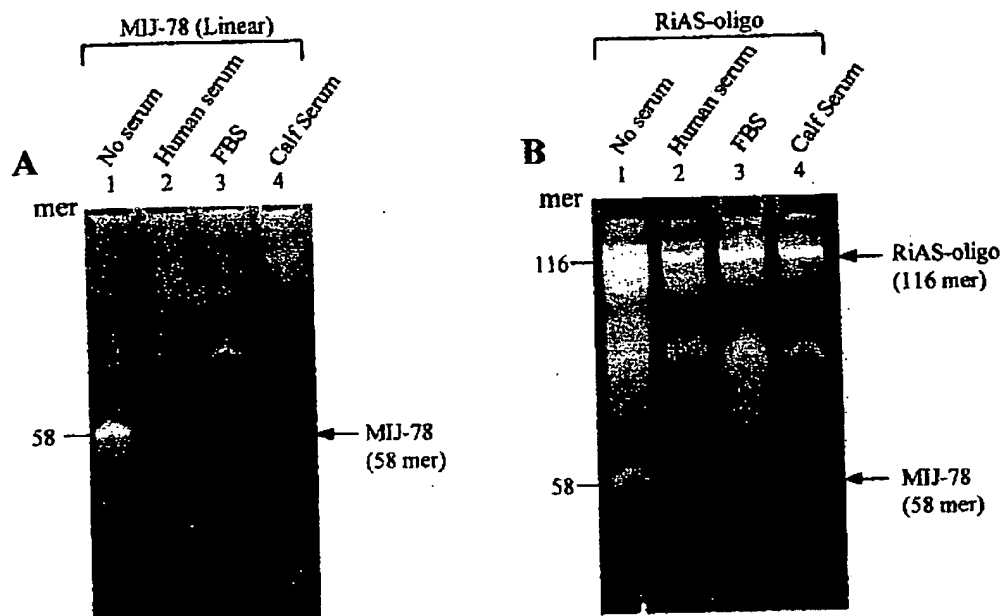 MIJ-78 (Linear)
No serum
Human serum
FBS
Calf Serum
A
1 2 3 4
mer
58
MIJ-78
(58 mer)
RiAS-oligo
No serum
Human serum
FBS
Calf Serum
B
1 2 3 4
mer
116
RiAS-oligo
(116 mer)
58
MIJ-78
(58 mer)